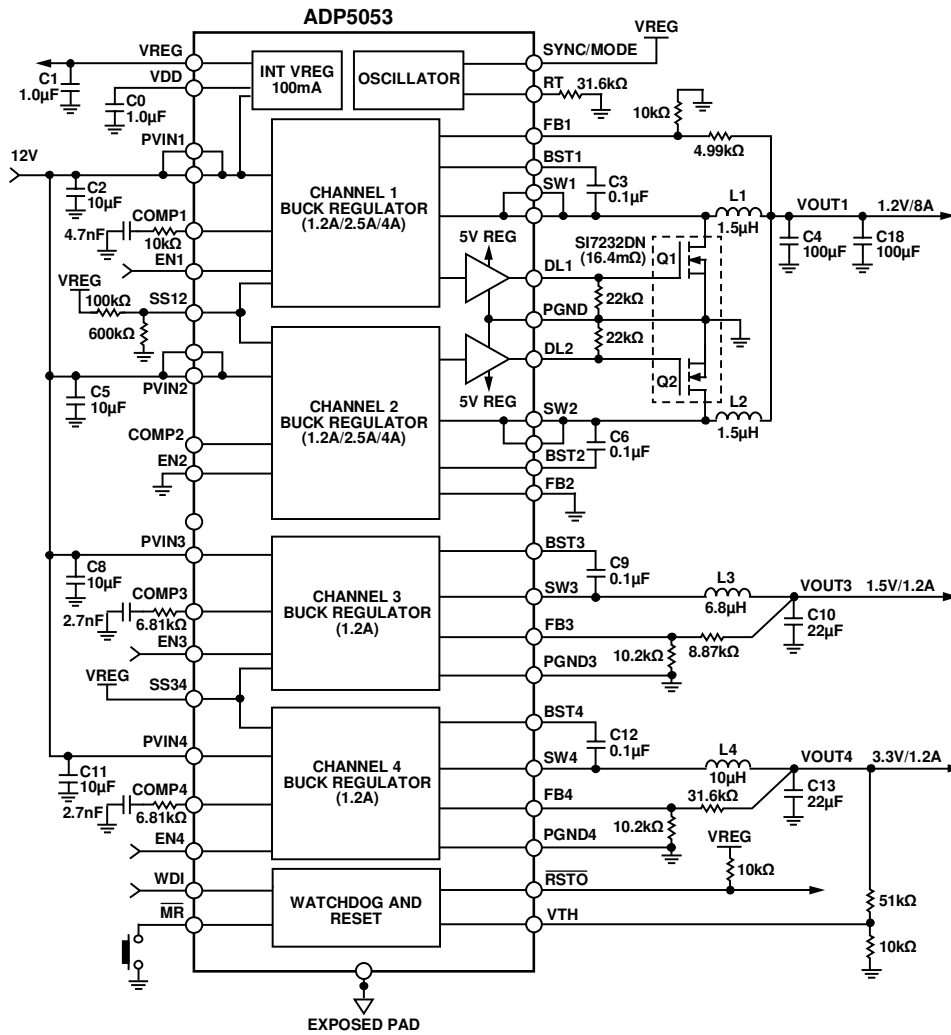 ADP5053
VREG
C1
1.0µF
VDD
C0
1.0µF
INT VREG
100mA
OSCILLATOR
SYNC/MODE
VREG
RT
31.6kΩ
FB1
10kΩ
4.99kΩ
PVIN1
12V
C2
10µF
COMP1
4.7nF
10kΩ
EN1
CHANNEL 1
BUCK REGULATOR
(1.2A/2.5A/4A)
BST1
C3
0.1µF
SW1
L1
1.5µH
VOUT1
1.2V/8A
C4
100µF
C18
100µF
5V REG
SI7232DN
(16.4mΩ)
Q1
DL1
22kΩ
PGND
22kΩ
DL2
Q2
5V REG
VREG
100kΩ
SS12
600kΩ
C5
10µF
PVIN2
COMP2
EN2
CHANNEL 2
BUCK REGULATOR
(1.2A/2.5A/4A)
SW2
L2
1.5µH
C6
0.1µF
BST2
FB2
PVIN3
C8
10µF
COMP3
2.7nF
6.81kΩ
EN3
CHANNEL 3
BUCK REGULATOR
(1.2A)
BST3
C9
0.1µF
SW3
L3
6.8µH
VOUT3
1.5V/1.2A
C10
22µF
FB3
8.87kΩ
10.2kΩ
PGND3
VREG
SS34
PVIN4
C11
10µF
COMP4
2.7nF
6.81kΩ
EN4
CHANNEL 4
BUCK REGULATOR
(1.2A)
BST4
C12
0.1µF
SW4
L4
10µH
VOUT4
3.3V/1.2A
C13
22µF
FB4
31.6kΩ
10.2kΩ
PGND4
VREG
10kΩ
WDI
MR
WATCHDOG AND
RESET
RSTO
VTH
51kΩ
10kΩ
EXPOSED PAD